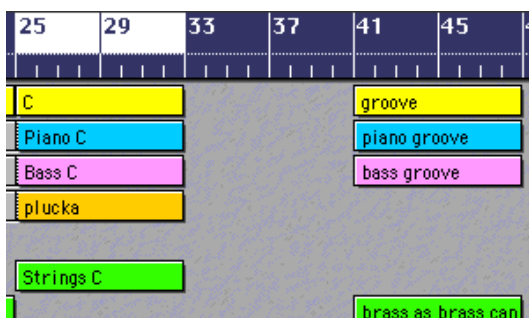 25 29 33 37 41 45
C groove
Piano C piano groove
Bass C bass groove
plucka
Strings C
brass as brass can